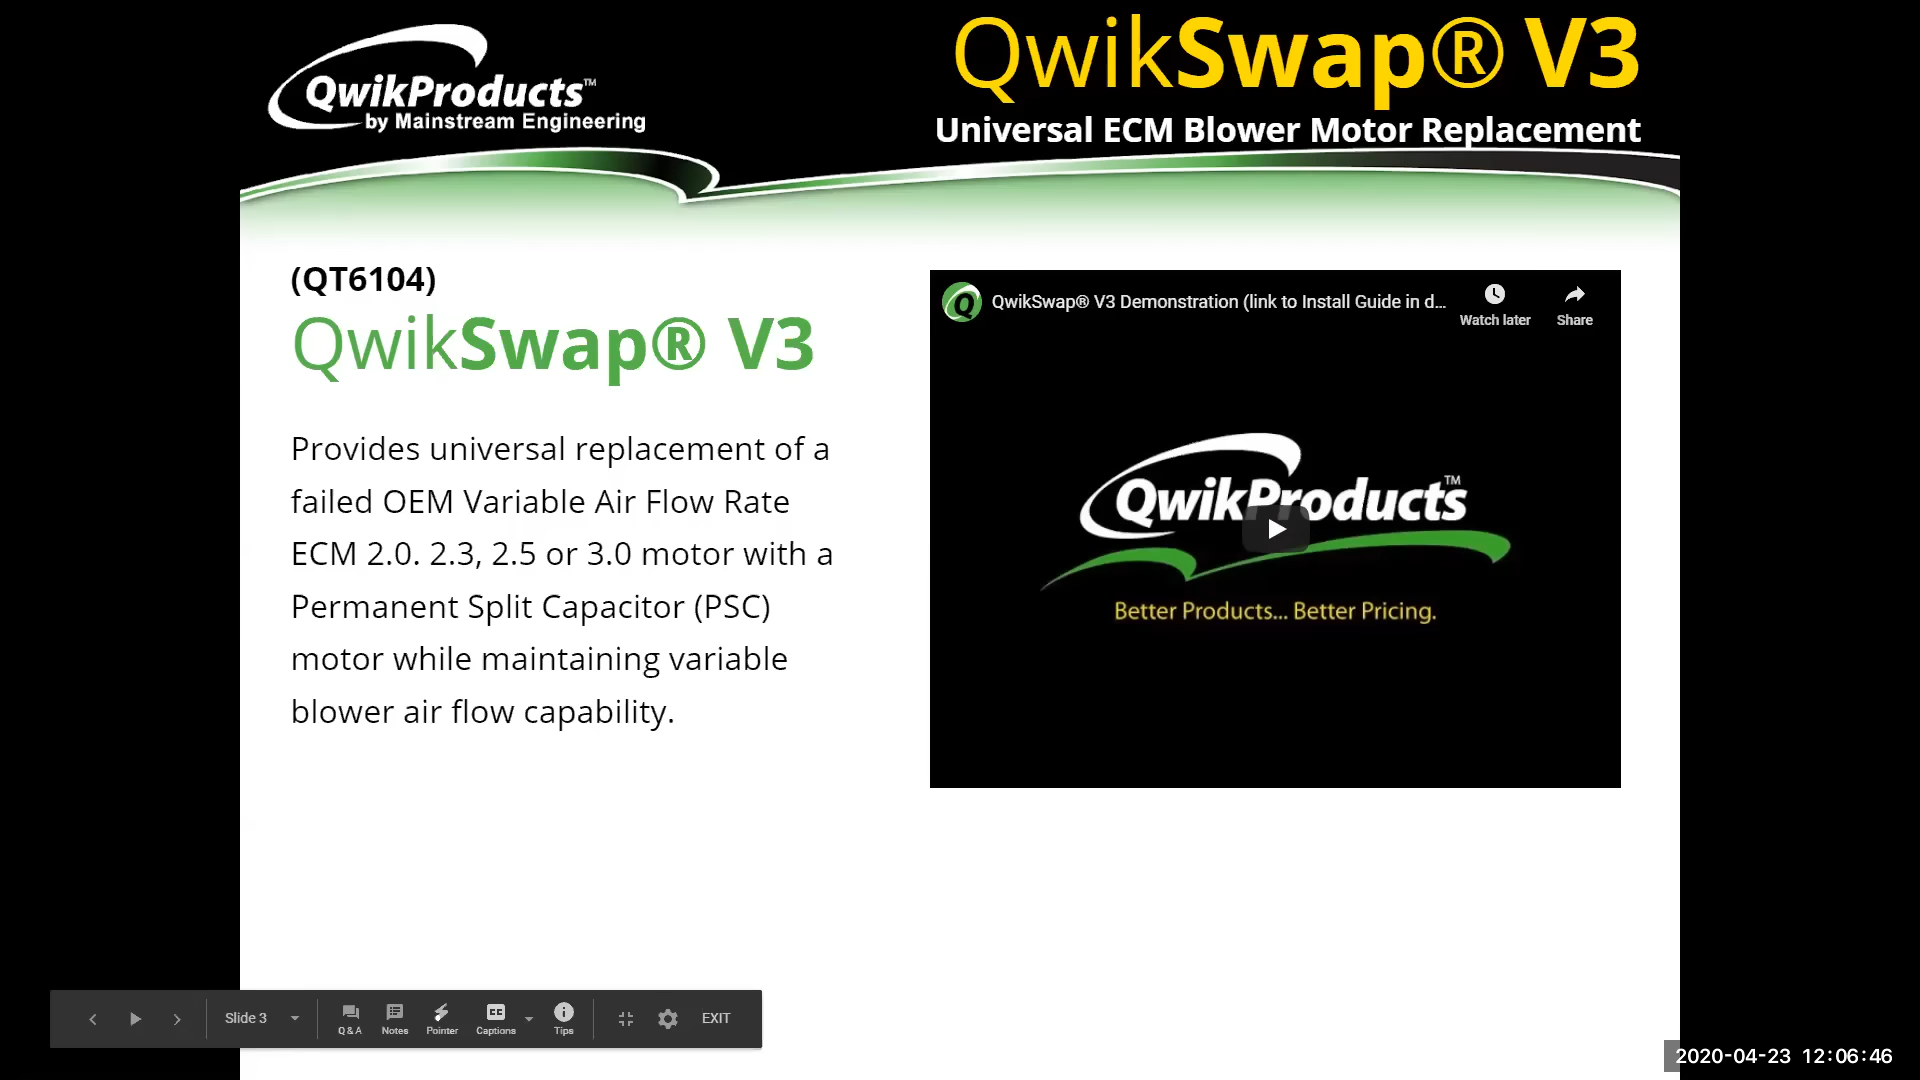 QwikProducts™
by Mainstream Engineering
QwikSwap® V3
Universal ECM Blower Motor Replacement
(QT6104)
QwikSwap® V3
Provides universal replacement of a
failed OEM Variable Air Flow Rate
ECM 2.0. 2.3, 2.5 or 3.0 motor with a
Permanent Split Capacitor (PSC)
motor while maintaining variable
blower air flow capability.
QwikSwap® V3 Demonstration (link to Install Guide in d...
Watch later
Share
QwikProducts™
Better Products... Better Pricing.
Slide 3
Q & A
Notes
Pointer
Captions
Tips
EXIT
2020-04-23 12:06:46